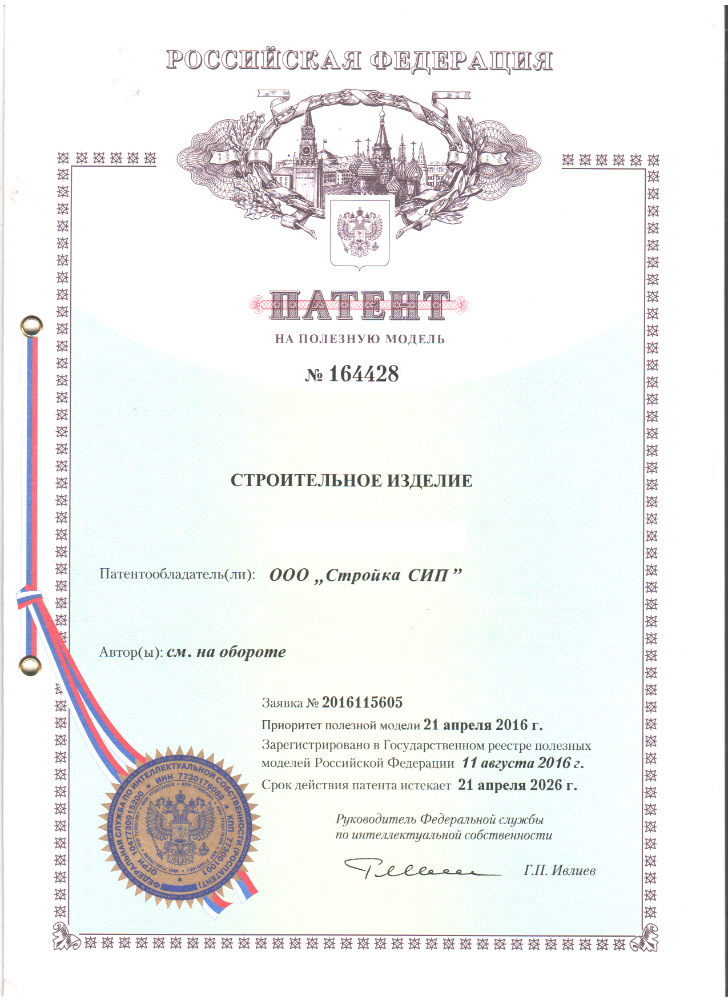 РОССИЙСКАЯ ФЕДЕРАЦИЯ
ПАТЕНТ
НА ПОЛЕЗНУЮ МОДЕЛЬ
№ 164428
СТРОИТЕЛЬНОЕ ИЗДЕЛИЕ
Патентообладатель(ли): ООО „Стройка СИП”
Автор(ы): см. на обороте
Заявка № 2016115605
Приоритет полезной модели 21 апреля 2016 г.
Зарегистрировано в Государственном реестре полезных
моделей Российской Федерации 11 августа 2016 г.
Срок действия патента истекает 21 апреля 2026 г.
Руководитель Федеральной службы
по интеллектуальной собственности
Г.П. Ивлиев
ФЕДЕРАЛЬНАЯ СЛУЖБА ПО ИНТЕЛЛЕКТУАЛЬНОЙ СОБСТВЕННОСТИ (РОСПАТЕНТ)
ОГРН 1047730015200 * ИНН 7730176088 * КПП 773001001